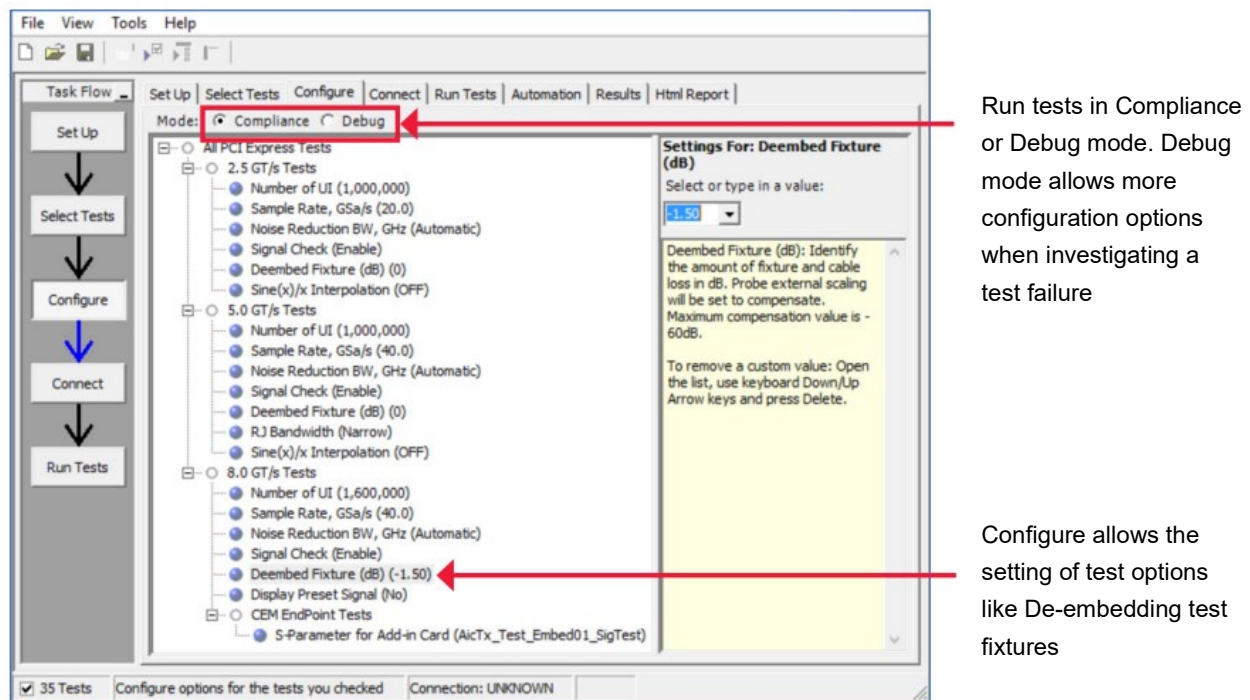 File View Tools Help
Task Flow
Set Up
Select Tests
Configure
Connect
Run Tests
Set Up Select Tests Configure Connect Run Tests Automation Results Html Report
Mode: Compliance Debug
All PCI Express Tests
2.5 GT/s Tests
Number of UI (1,000,000)
Sample Rate, GSa/s (20.0)
Noise Reduction BW, GHz (Automatic)
Signal Check (Enable)
Deembed Fixture (dB) (0)
Sine(x)/x Interpolation (OFF)
5.0 GT/s Tests
Number of UI (1,000,000)
Sample Rate, GSa/s (40.0)
Noise Reduction BW, GHz (Automatic)
Signal Check (Enable)
Deembed Fixture (dB) (0)
RJ Bandwidth (Narrow)
Sine(x)/x Interpolation (OFF)
8.0 GT/s Tests
Number of UI (1,600,000)
Sample Rate, GSa/s (40.0)
Noise Reduction BW, GHz (Automatic)
Signal Check (Enable)
Deembed Fixture (dB) (-1.50)
Display Preset Signal (No)
CEM EndPoint Tests
S-Parameter for Add-in Card (AicTx_Test_Embed01_SigTest)
Settings For: Deembed Fixture
(dB)
Select or type in a value:
-1.50
Deembed Fixture (dB): Identify
the amount of fixture and cable
loss in dB. Probe external scaling
will be set to compensate.
Maximum compensation value is -
60dB.
To remove a custom value: Open
the list, use keyboard Down/Up
Arrow keys and press Delete.
35 Tests Configure options for the tests you checked Connection: UNKNOWN
Run tests in Compliance
or Debug mode. Debug
mode allows more
configuration options
when investigating a
test failure
Configure allows the
setting of test options
like De-embedding test
fixtures